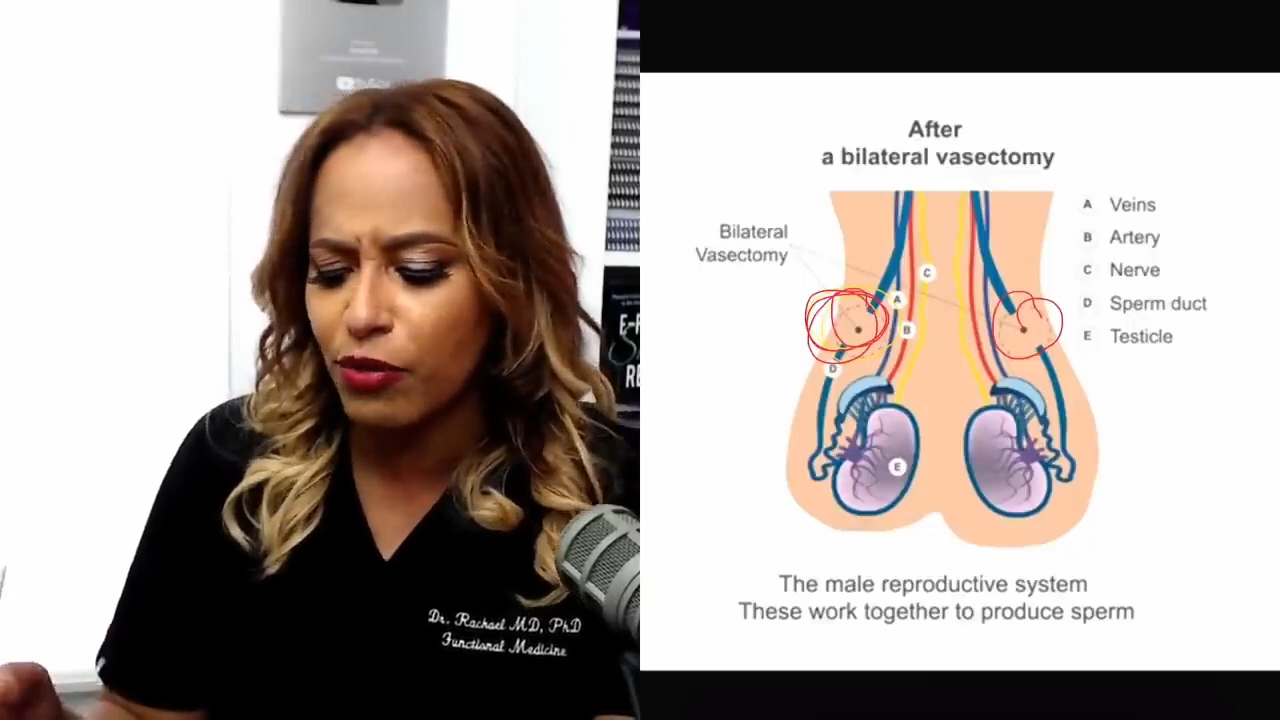 Dr. Rachael MD, PhD
Functional Medicine
After
a bilateral vasectomy
Bilateral
Vasectomy
A Veins
B Artery
C Nerve
D Sperm duct
E Testicle
C
A
B
D
E
The male reproductive system
These work together to produce sperm